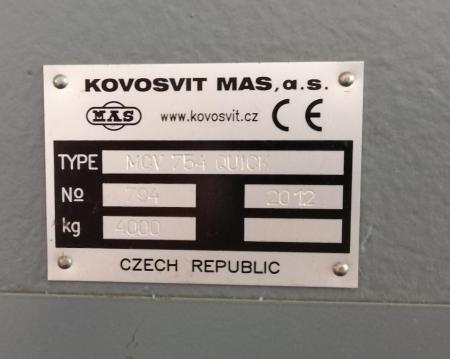 KOVOSVIT MAS, a.s.
MAS www.kovosvit.cz CE
TYPE MCV 754 QUICK
No 794 2012
kg 4000
CZECH REPUBLIC